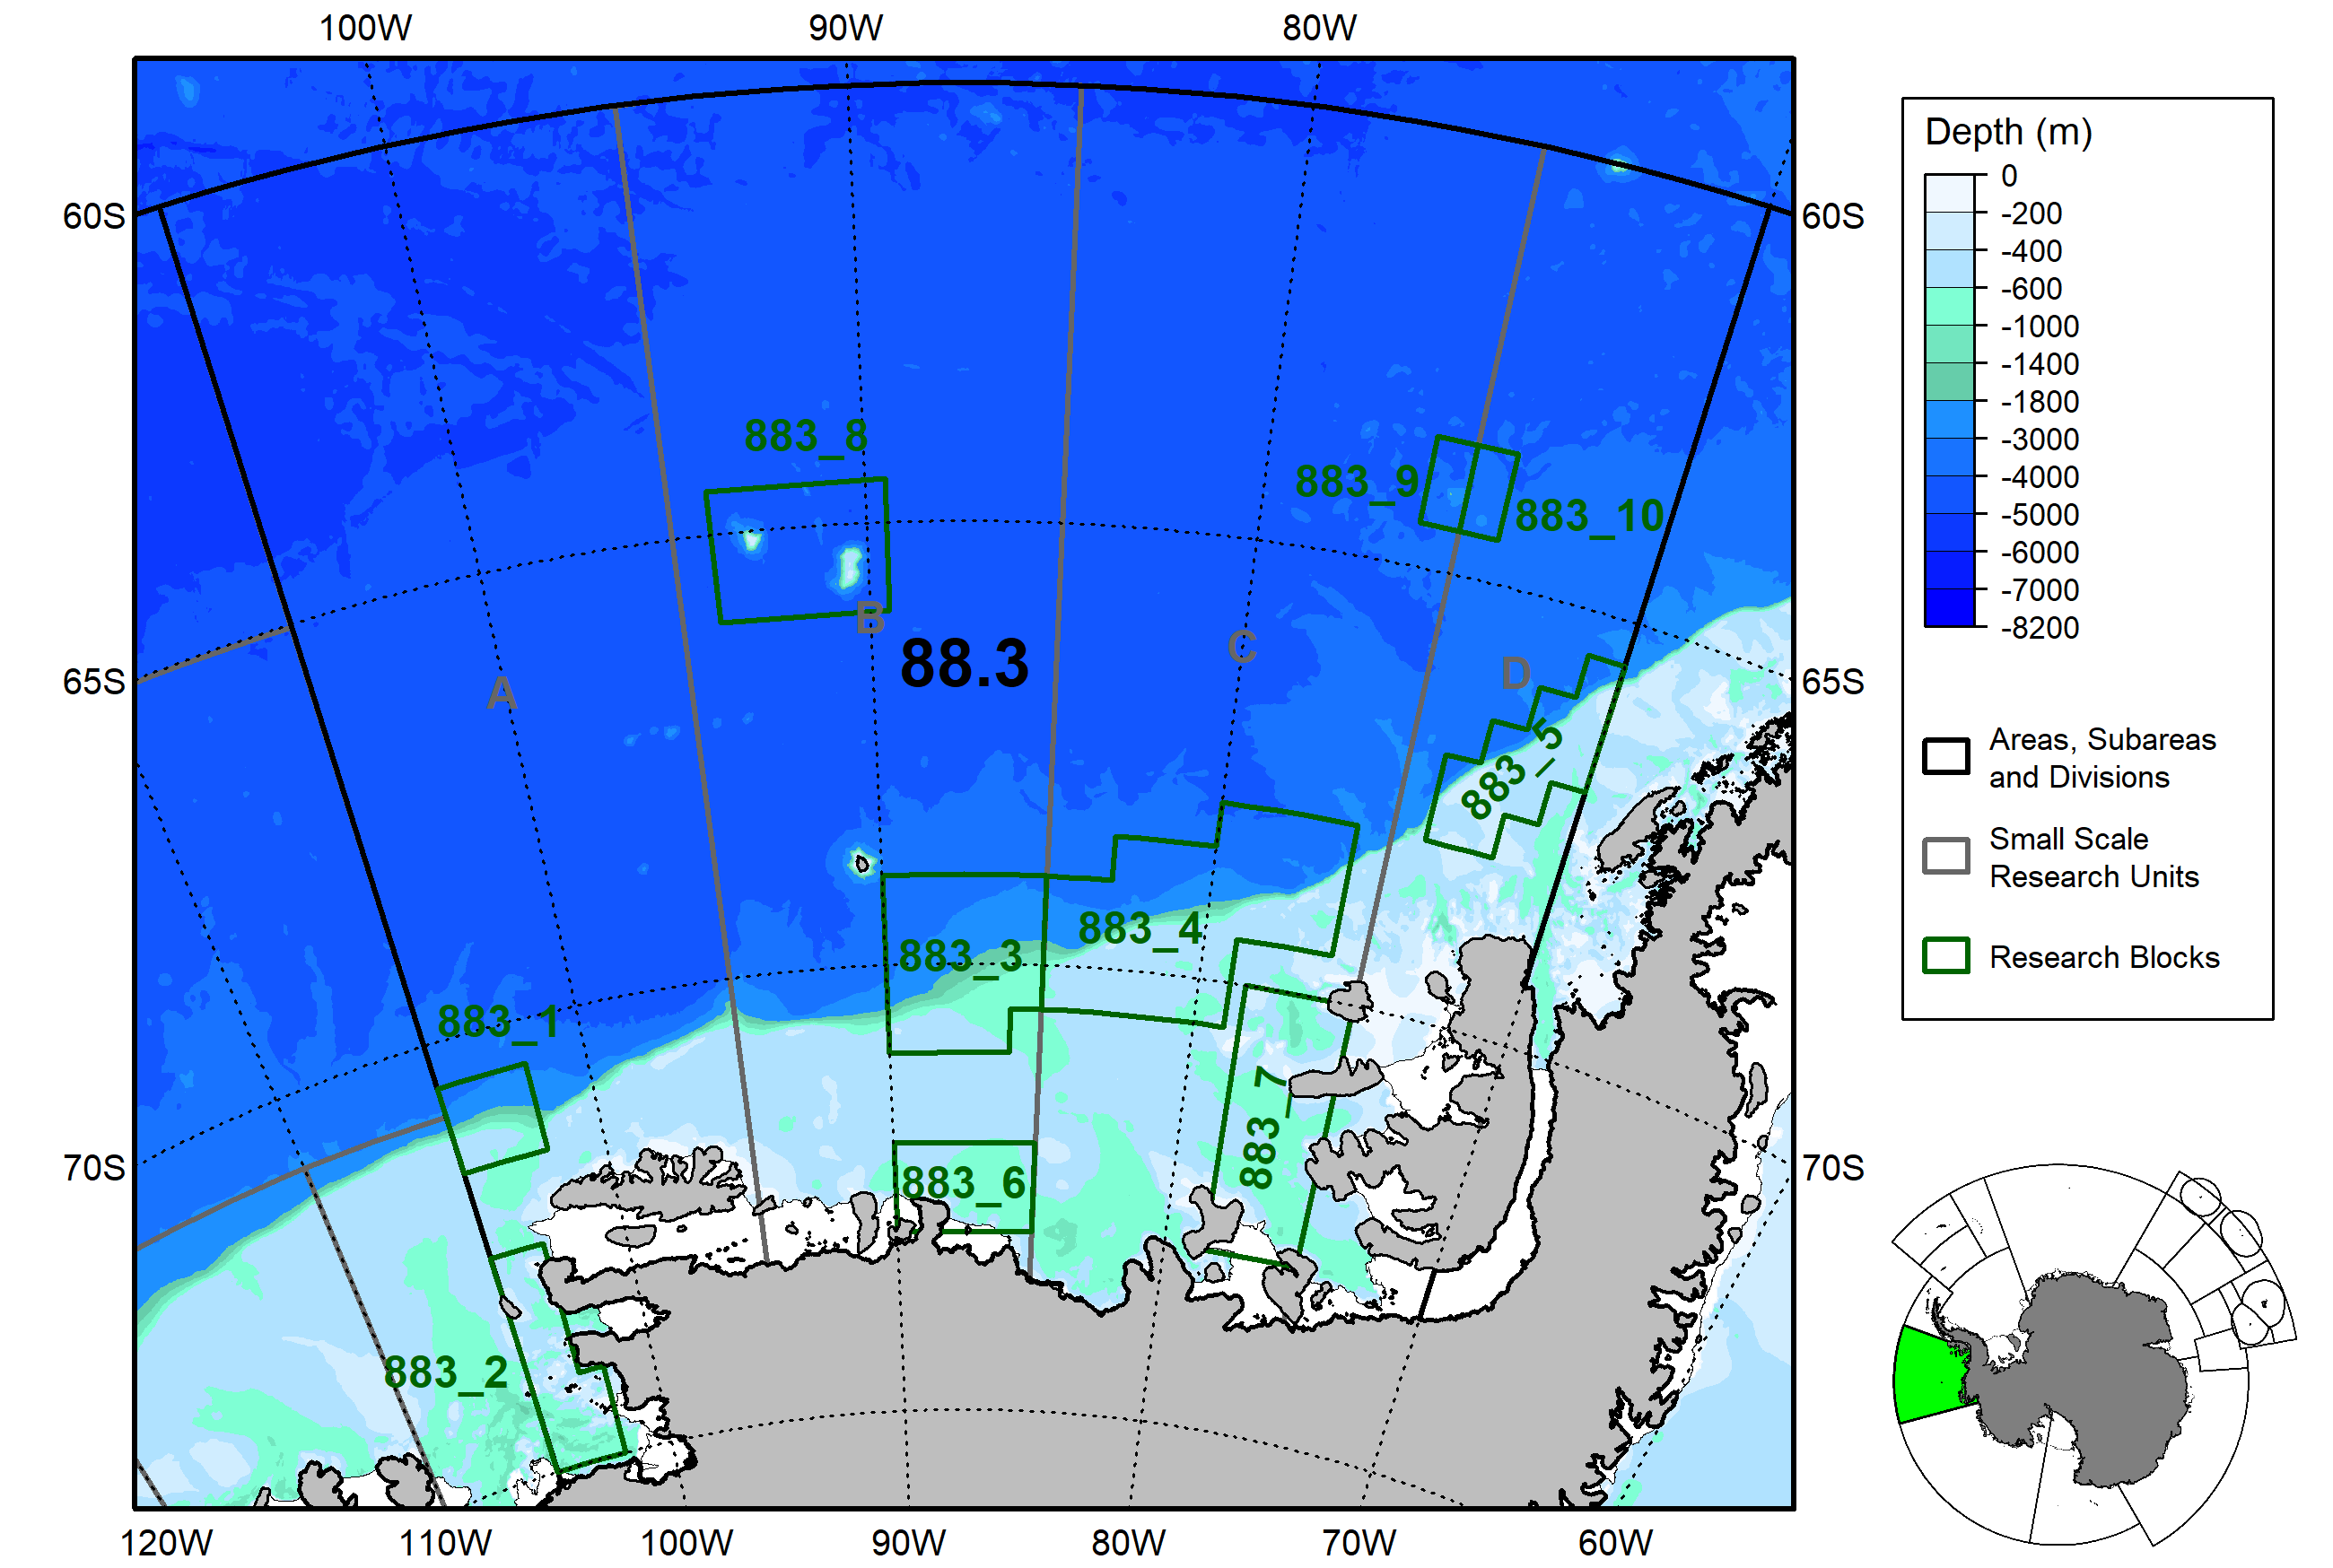 100W
90W
80W
60S
60S
65S
65S
70S
70S
883_8
883_9
883_10
B
88.3
C
A
D
883_5
883_4
883_3
883_1
883_7
883_6
883_2
120W
110W
100W
90W
80W
70W
60W
Depth (m)
0
-200
-400
-600
-1000
-1400
-1800
-3000
-4000
-5000
-6000
-7000
-8200
Areas, Subareas
and Divisions
Small Scale
Research Units
Research Blocks